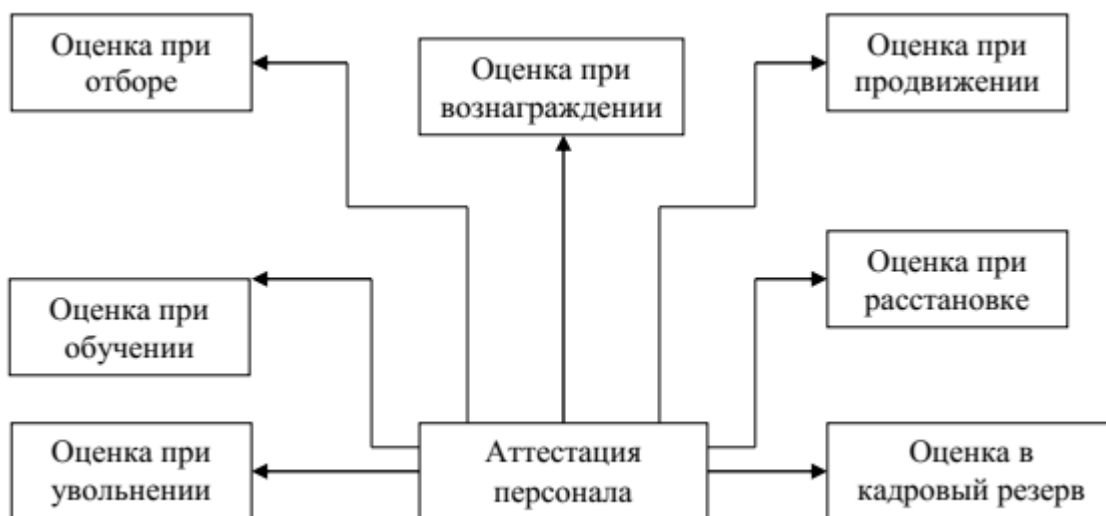 Оценка при
отборе
Оценка при
вознаграждении
Оценка при
продвижении
Оценка при
обучении
Оценка при
расстановке
Оценка при
увольнении
Аттестация
персонала
Оценка в
кадровый резерв